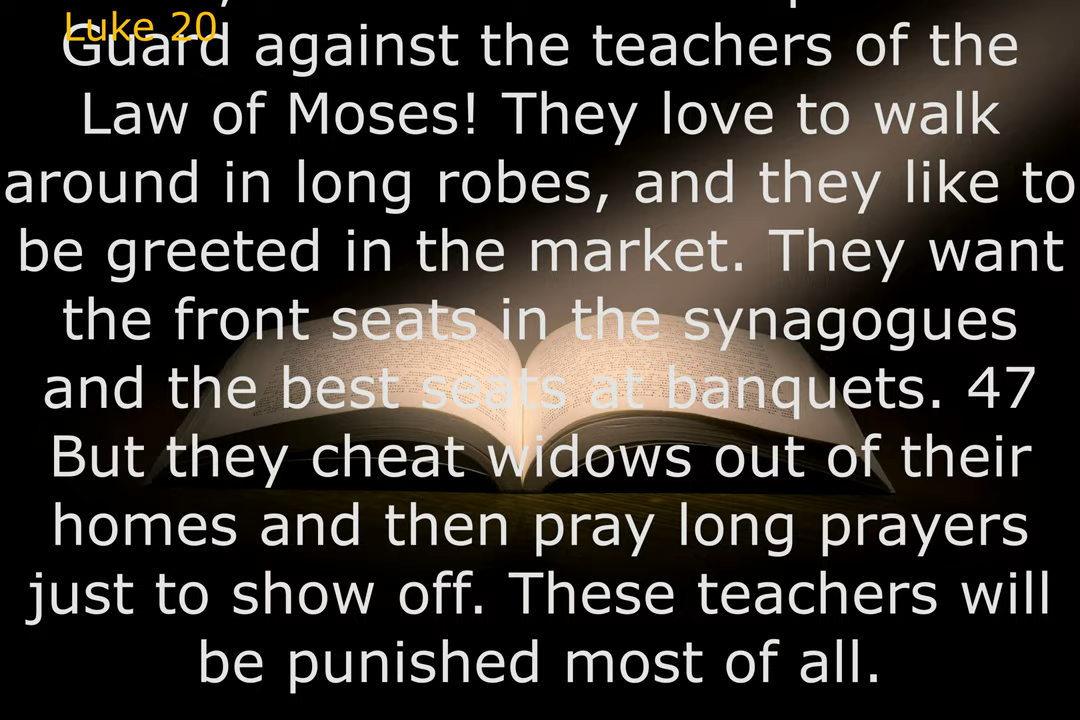 Luke 20
Guard against the teachers of the
Law of Moses! They love to walk
around in long robes, and they like to
be greeted in the market. They want
the front seats in the synagogues
and the best seats at banquets. 47
But they cheat widows out of their
homes and then pray long prayers
just to show off. These teachers will
be punished most of all.